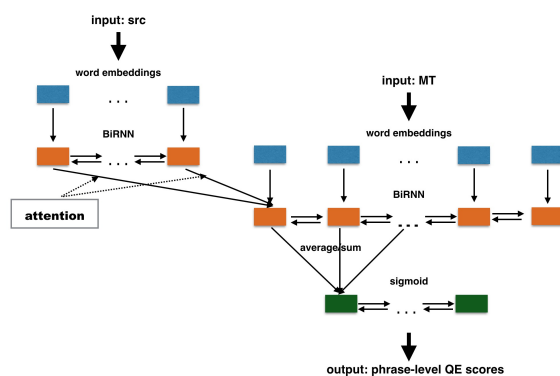 input: src
word embeddings
. . .
BiRNN
. . .
attention
input: MT
word embeddings
. . .
BiRNN
. . .
average/sum
sigmoid
. . .
output: phrase-level QE scores